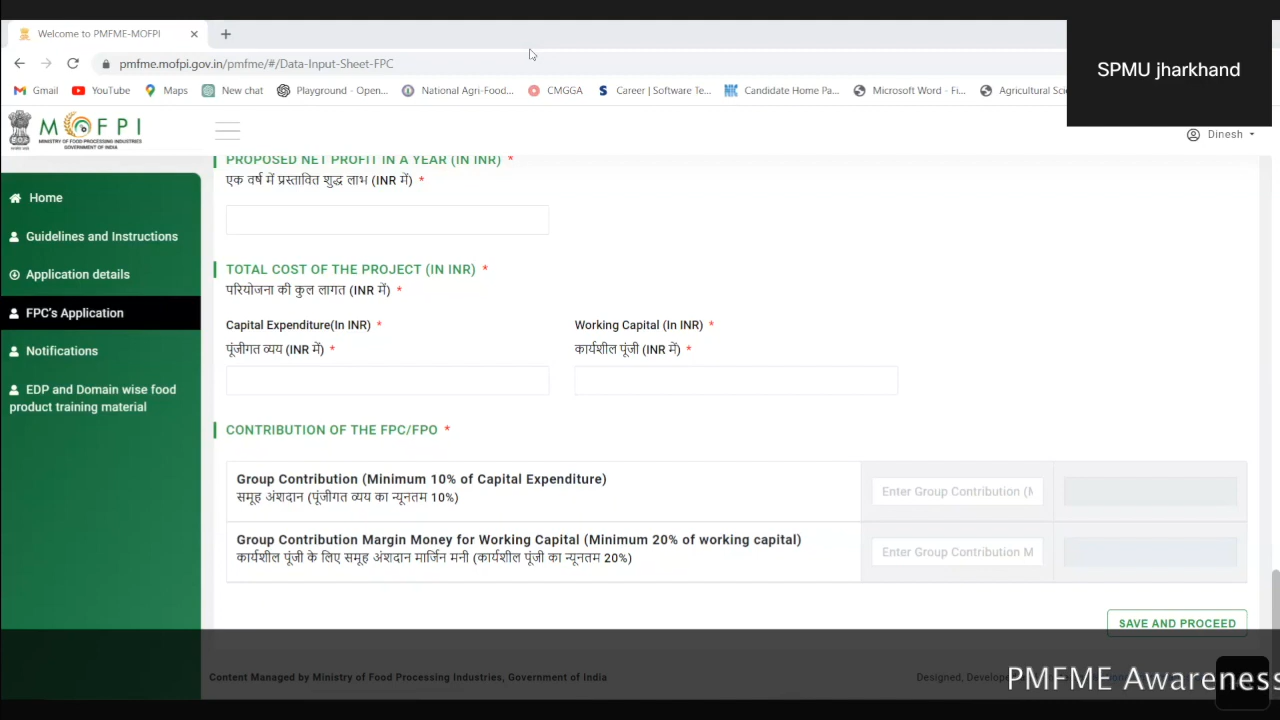 Welcome to PMFME-MOFPI
pmfme.mofpi.gov.in/pmfme/#/Data-Input-Sheet-FPC
SPMU jharkhand
Gmail YouTube Maps New chat Playground - Open... National Agri-Food... CMGGA Career | Software Te... Candidate Home Pa... Microsoft Word - Fi... Agricultural Sci
MOFPI
MINISTRY OF FOOD PROCESSING INDUSTRIES
GOVERNMENT OF INDIA
Dinesh
Home
Guidelines and Instructions
Application details
FPC's Application
Notifications
EDP and Domain wise food
product training material
PROPOSED NET PROFIT IN A YEAR (IN INR) *
एक वर्ष में प्रस्तावित शुद्ध लाभ (INR में) *
TOTAL COST OF THE PROJECT (IN INR) *
परियोजना की कुल लागत (INR में) *
Capital Expenditure(In INR) * Working Capital (In INR) *
पूंजीगत व्यय (INR में) * कार्यशील पूंजी (INR में) *
CONTRIBUTION OF THE FPC/FPO *
Group Contribution (Minimum 10% of Capital Expenditure)
समूह अंशदान (पूंजीगत व्यय का न्यूनतम 10%)
Enter Group Contribution (M
Group Contribution Margin Money for Working Capital (Minimum 20% of working capital)
कार्यशील पूंजी के लिए समूह अंशदान मार्जिन मनी (कार्यशील पूंजी का न्यूनतम 20%)
Enter Group Contribution M
SAVE AND PROCEED
Content Managed by Ministry of Food Processing Industries, Government of India
Designed, Develope
PMFME Awareness